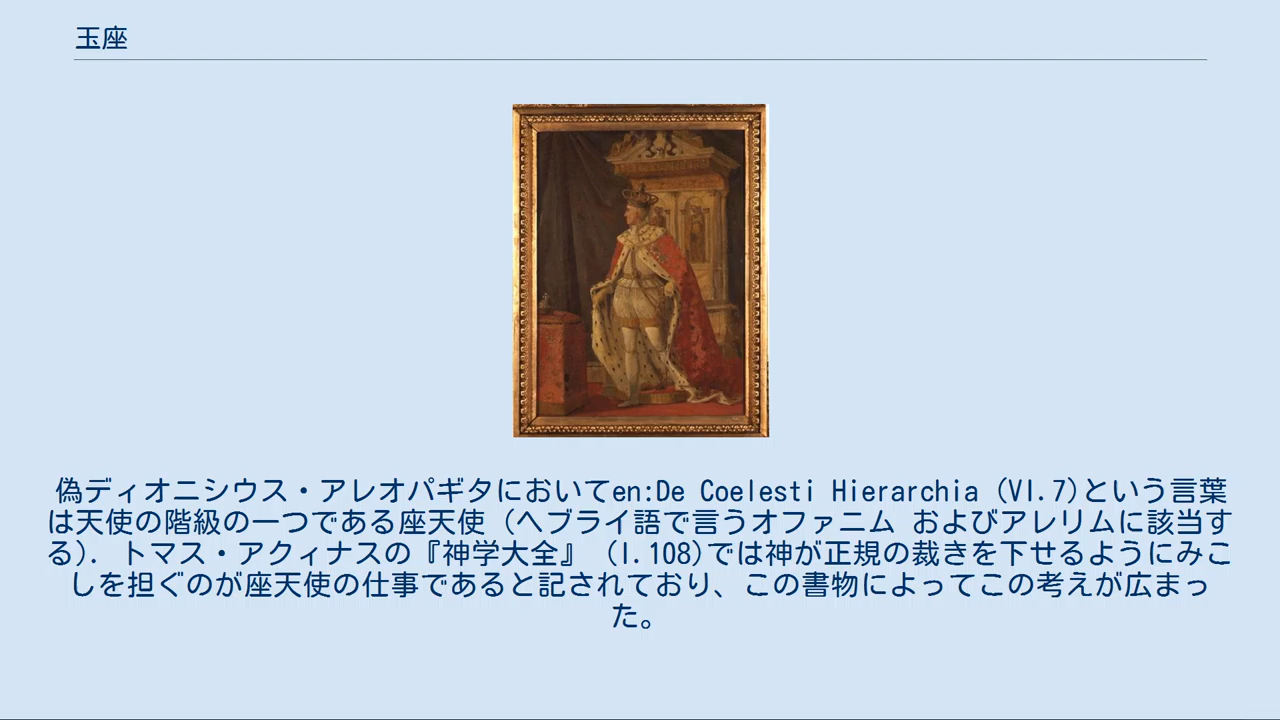 玉座
偽ディオニシウス・アレオパギタにおいてen:De Coelesti Hierarchia (VI.7)という言葉
は天使の階級の一つである座天使 (ヘブライ語で言うオファニム およびアレリムに該当す
る). トマス・アクィナスの『神学大全』 (I.108)では神が正規の裁きを下せるようにみこ
しを担ぐのが座天使の仕事であると記されており、この書物によってこの考えが広まっ
た。